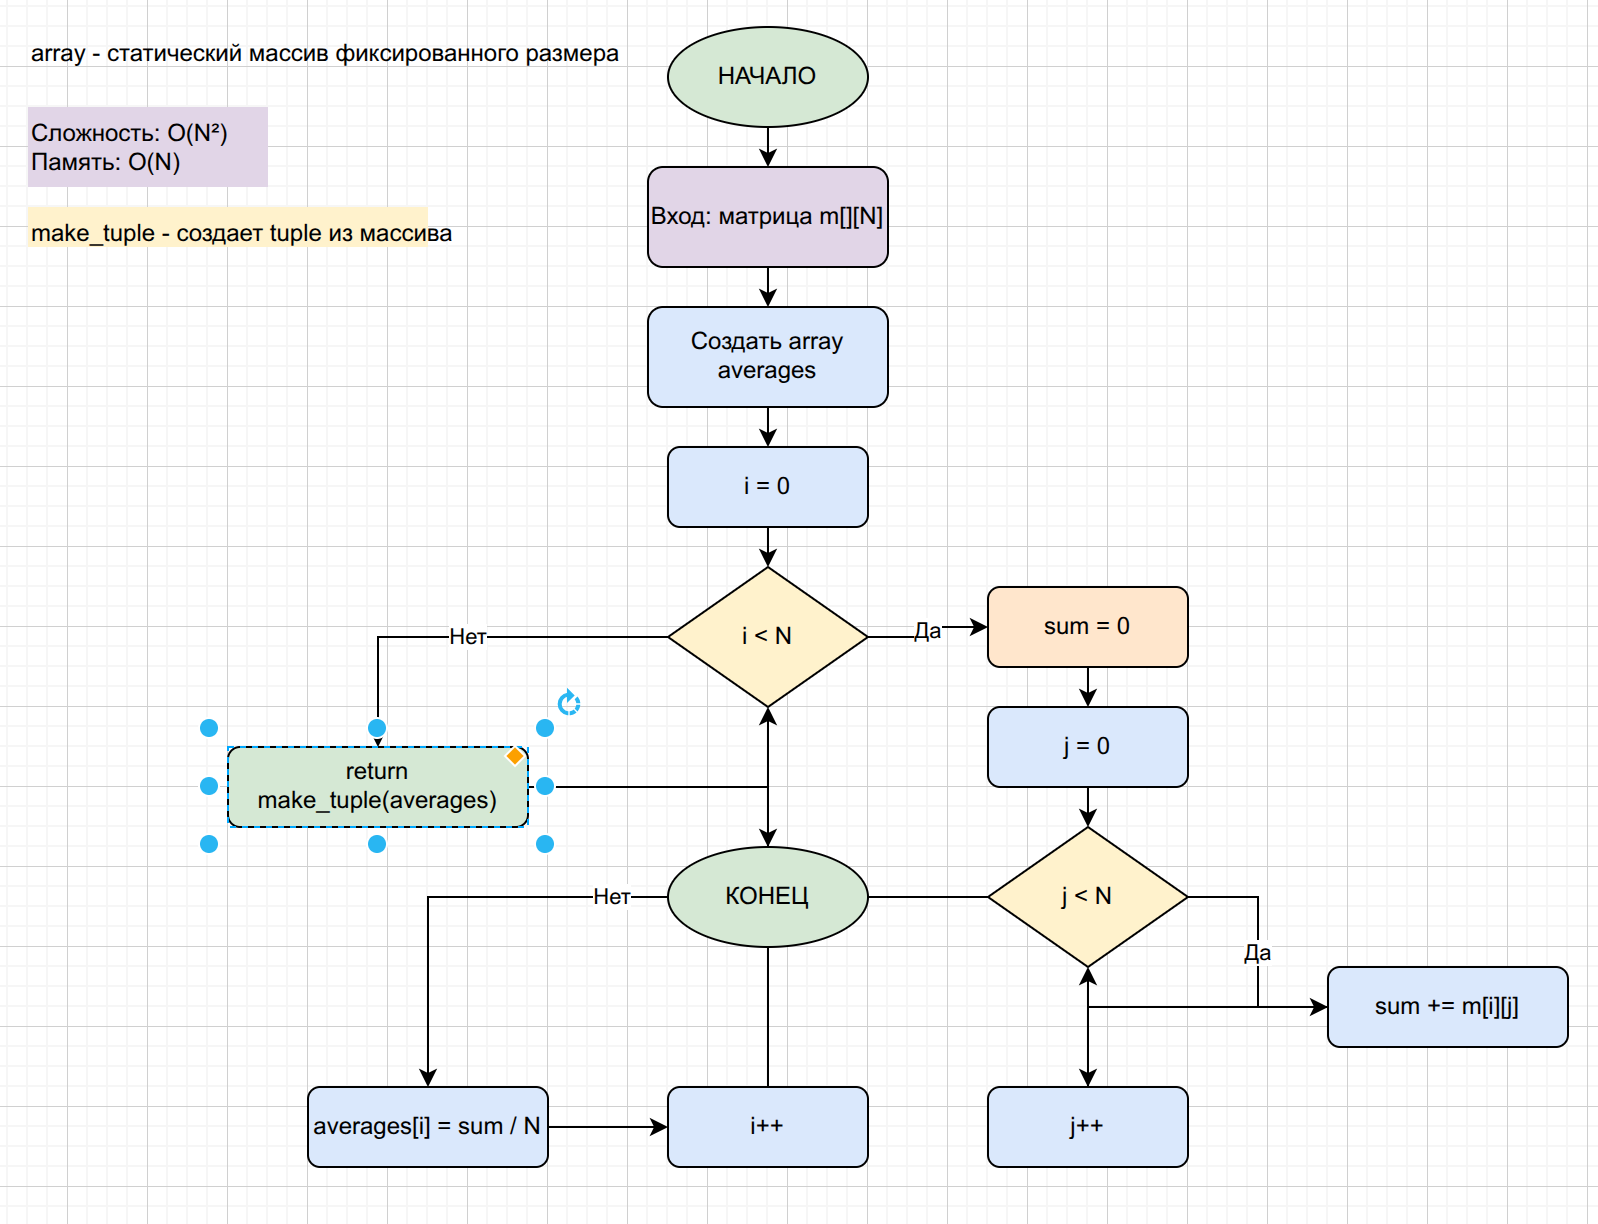 array - статический массив фиксированного размера
НАЧАЛО
Сложность: O(N²)
Память: O(N)
Вход: матрица m[][N]
make_tuple - создает tuple из массива
Создать array
averages
i = 0
Нет
i < N
Да
sum = 0
j = 0
return
make_tuple(averages)
Нет
КОНЕЦ
j < N
Да
sum += m[i][j]
averages[i] = sum / N
i++
j++